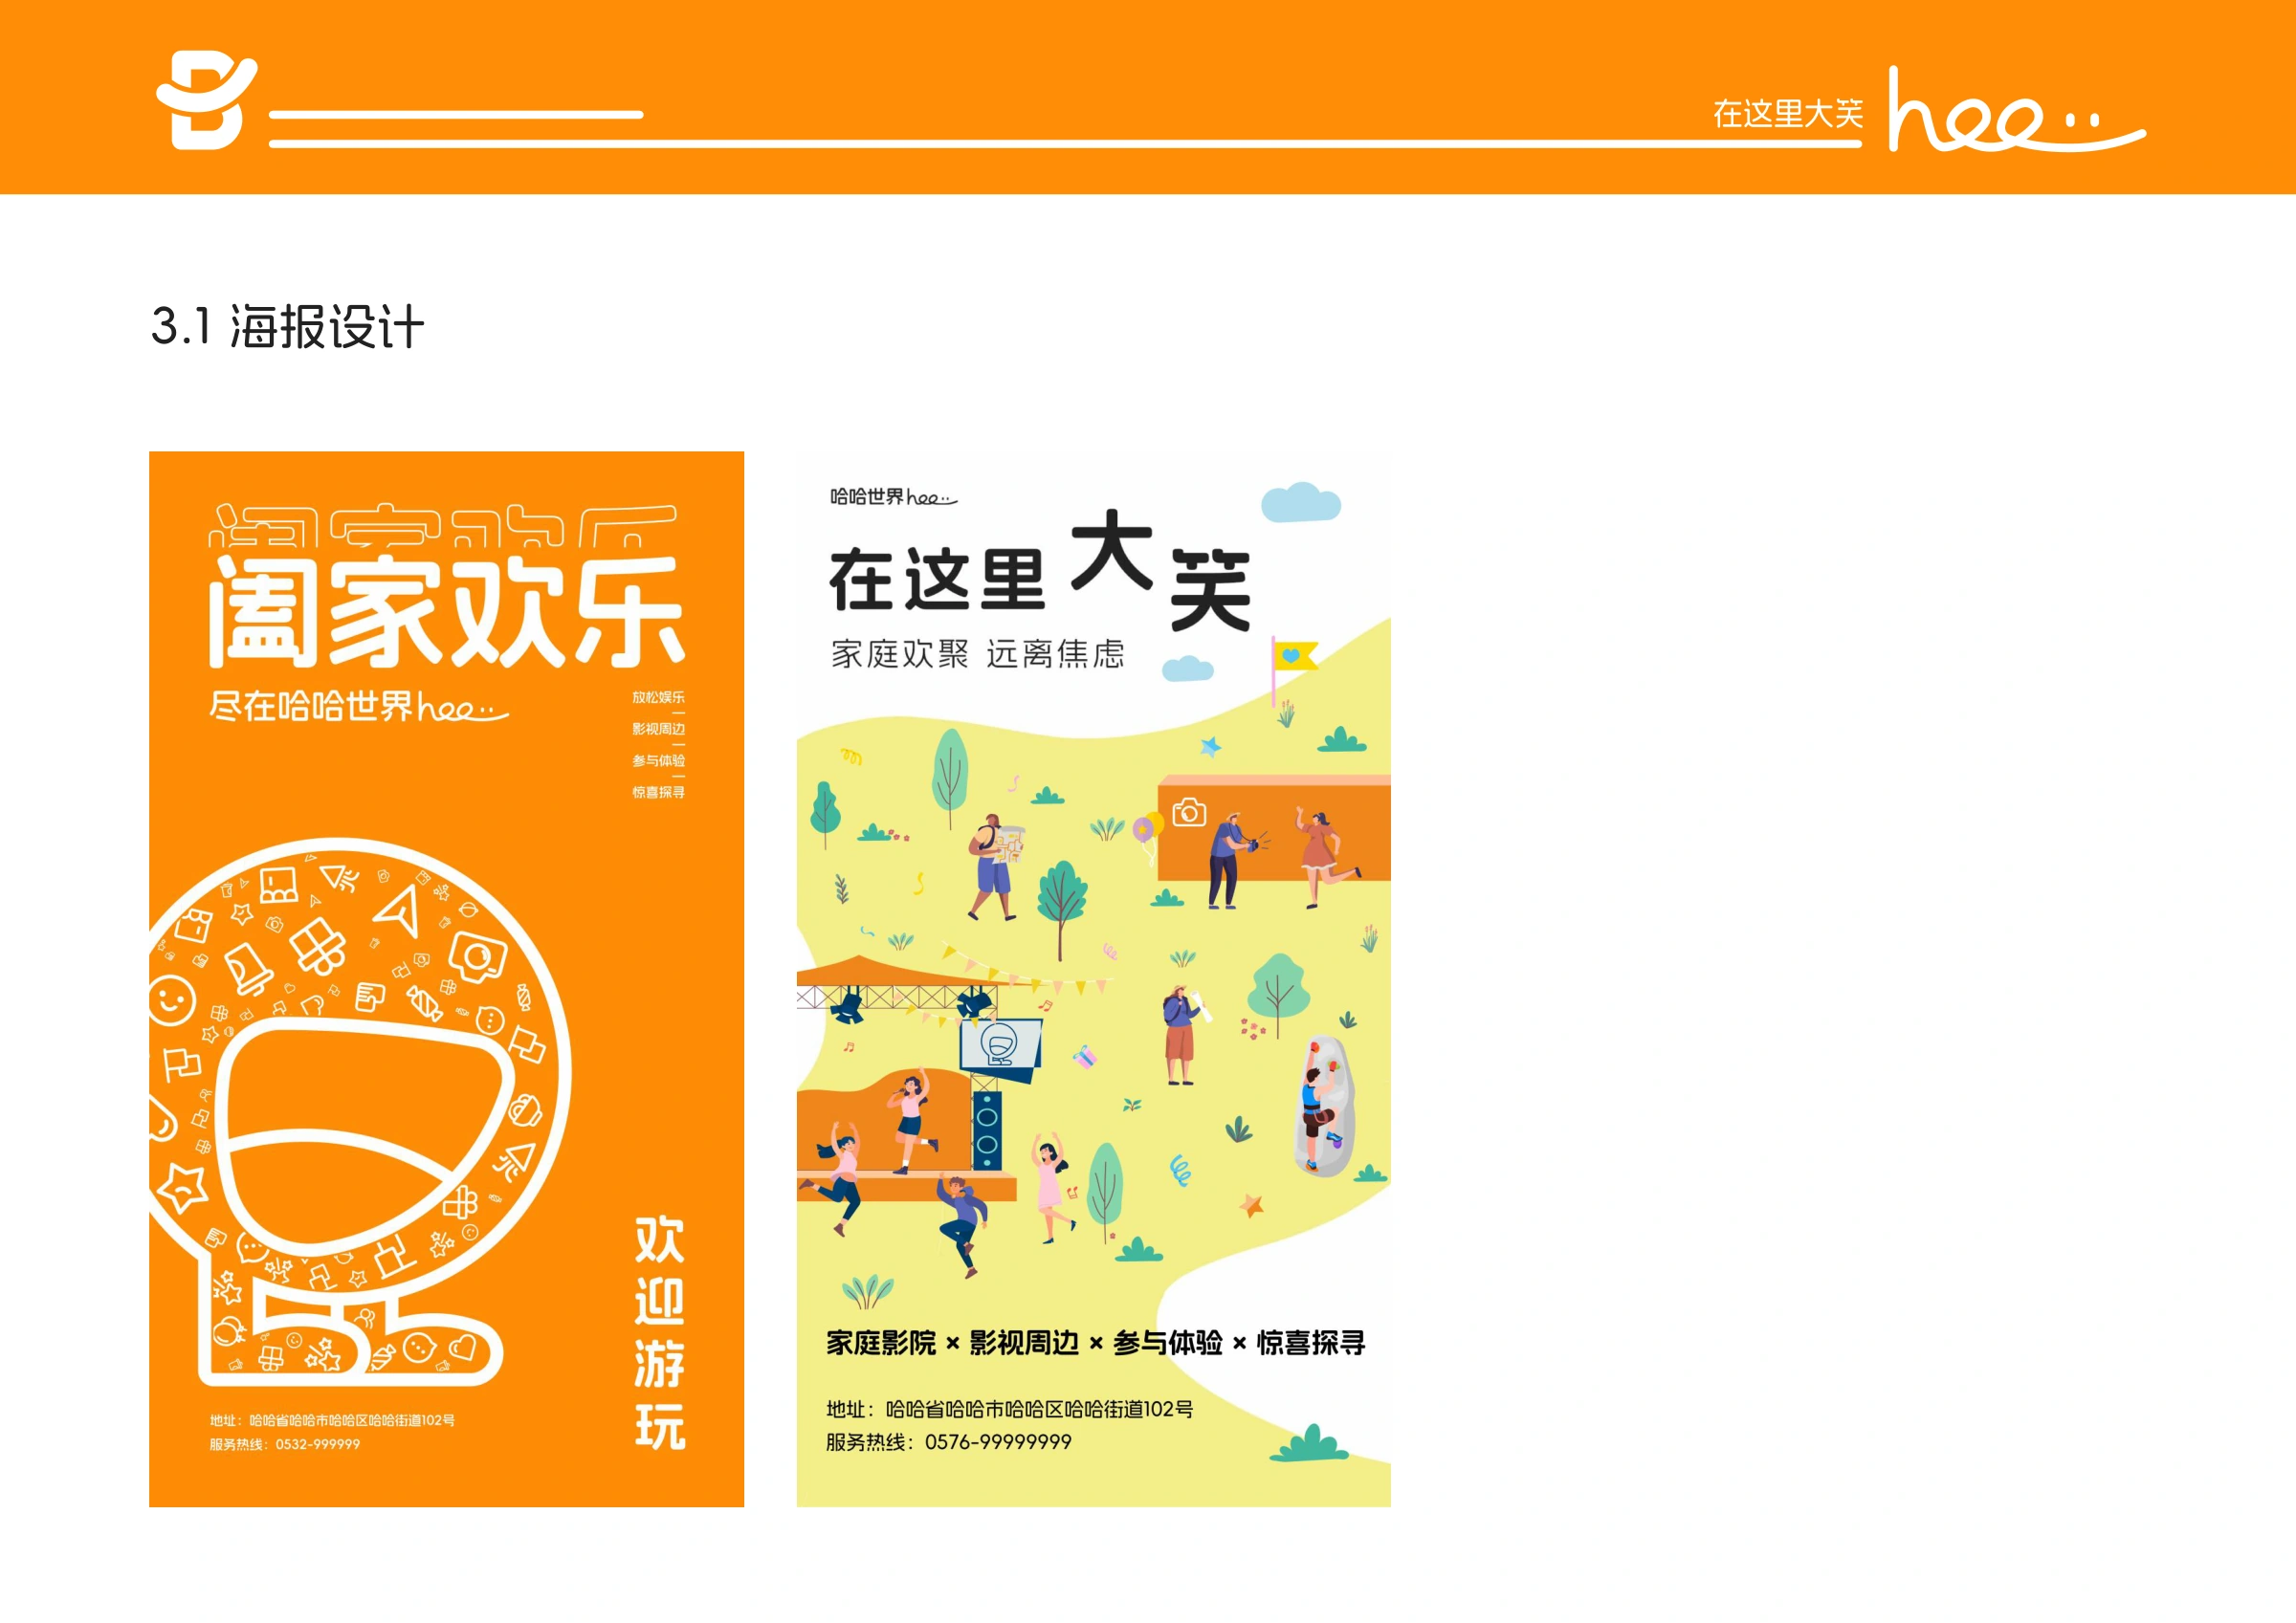 B
在这里大笑 hee
3.1 海报设计
阖家欢乐
阖家欢乐
尽在哈哈世界hee
放松娱乐
影视周边
参与体验
惊喜探寻
欢迎游玩
地址：哈哈省哈哈市哈哈区哈哈街道102号
服务热线：0532-999999
哈哈世界hee
在这里大笑
家庭欢聚 远离焦虑
家庭影院 × 影视周边 × 参与体验 × 惊喜探寻
地址：哈哈省哈哈市哈哈区哈哈街道102号
服务热线：0576-99999999